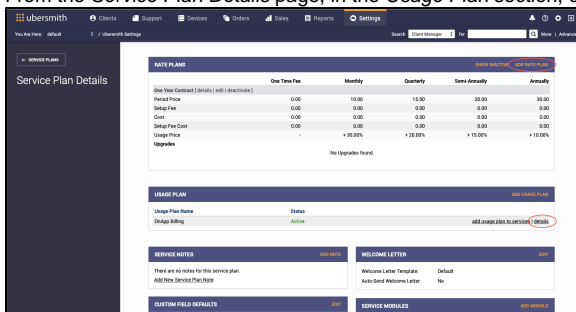 From the Service Plan Details page, in the Usage Plan section, c
ubersmith Clients Support Devices Orders Sales Reports Settings
You Are Here: default / Ubersmith Settings Search Client Manager for More | Advance
← SERVICE PLANS
Service Plan Details
RATE PLANS SHOW INACTIVE ADD RATE PLAN
One Time Fee Monthly Quarterly Semi-Annually Annually
One Year Contract [ details | edit | deactivate ]
Period Price 0.00 10.00 15.00 20.00 30.00
Setup Fee 0.00 0.00 0.00 0.00 0.00
Cost 0.00 0.00 0.00 0.00 0.00
Setup Fee Cost 0.00 0.00 0.00 0.00 0.00
Usage Price - + 30.00% + 20.00% + 15.00% + 10.00%
Upgrades
No Upgrades found
USAGE PLAN ADD USAGE PLAN
Usage Plan Name Status
OnApp Billing Active add usage plan to services | details
SERVICE NOTES ADD NOTE
There are no notes for this service plan.
Add New Service Plan Note
WELCOME LETTER EDIT
Welcome Letter Template: Default
Auto-Send Welcome Letter: No
CUSTOM FIELD DEFAULTS EDIT
SERVICE MODULES ADD MODULE